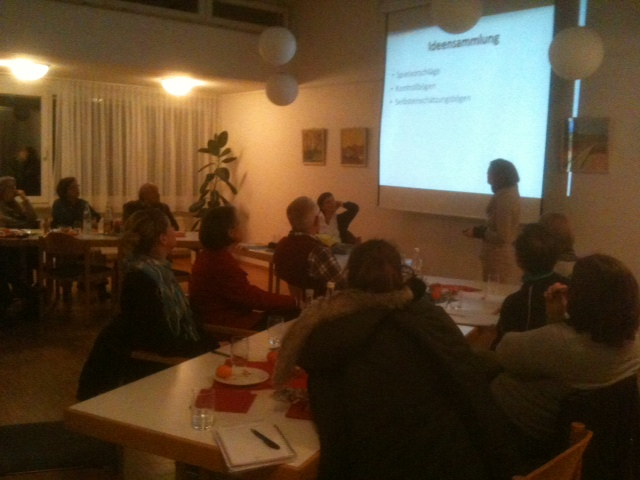 Ideensammlung
• Spielvorschläge
• Kontrollbögen
• Selbsteinschätzungsbögen